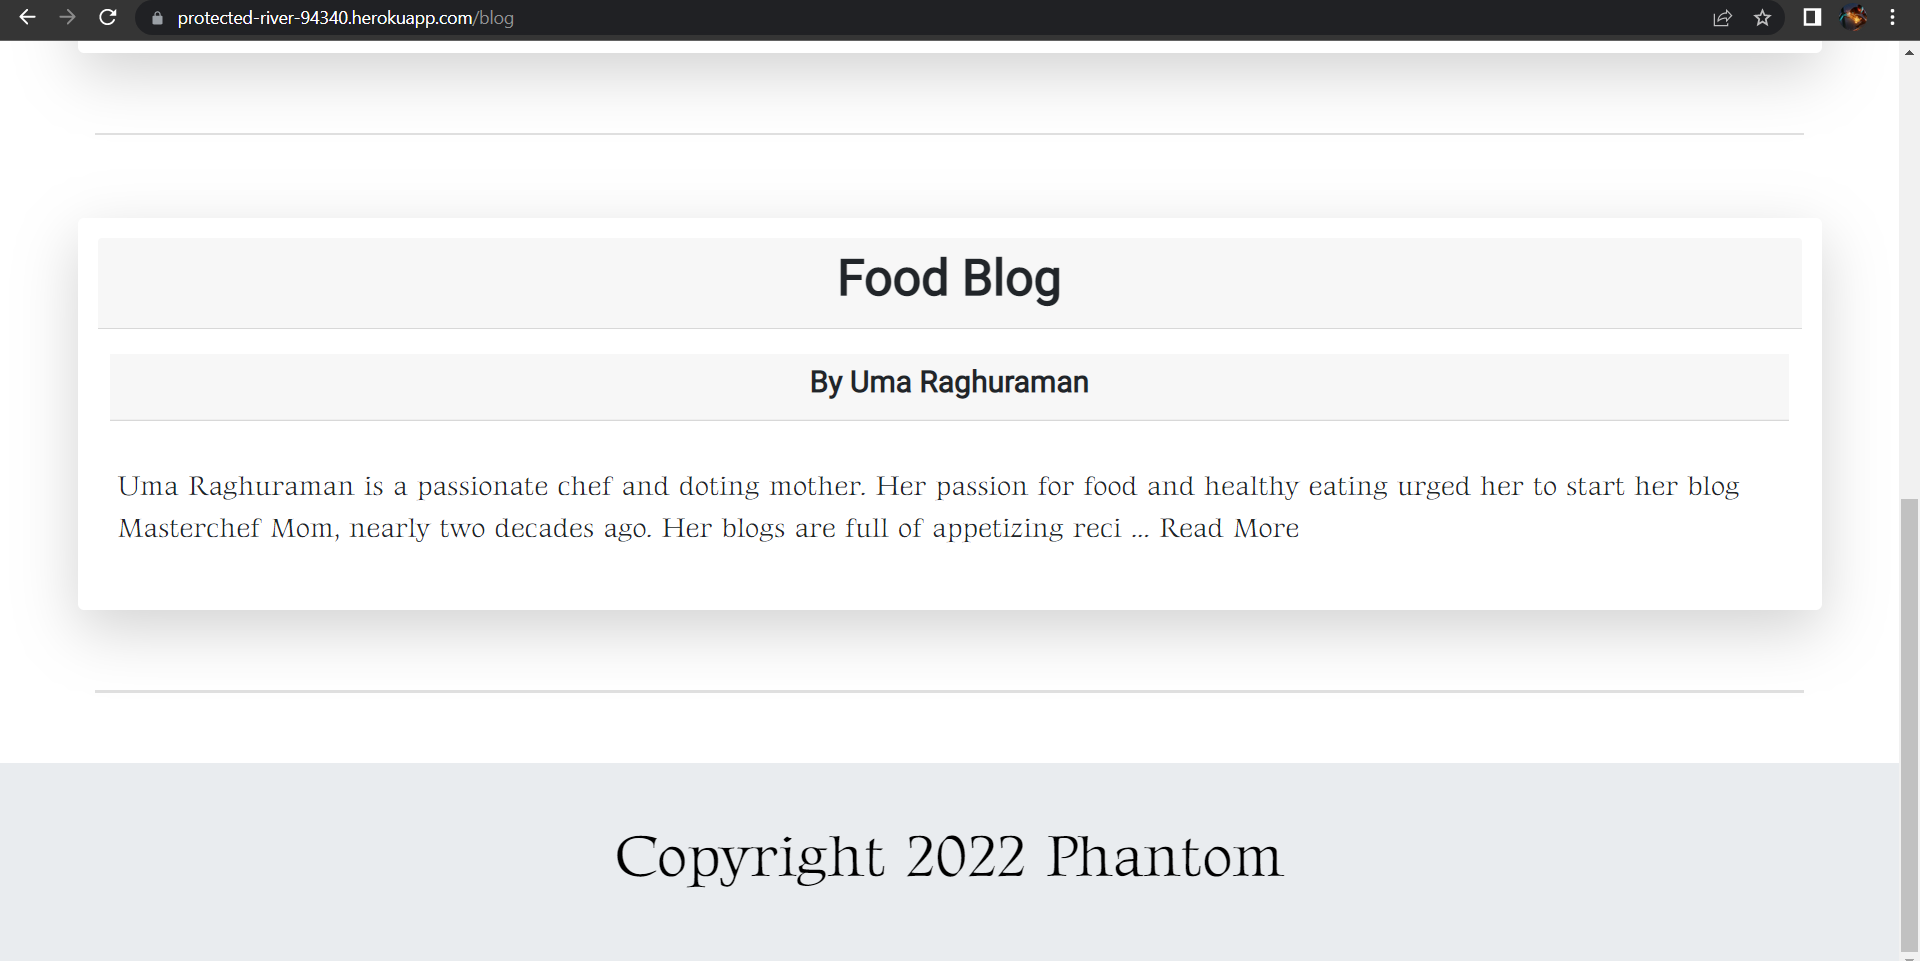 protected-river-94340.herokuapp.com/blog
Food Blog
By Uma Raghuraman
Uma Raghuraman is a passionate chef and doting mother. Her passion for food and healthy eating urged her to start her blog
Masterchef Mom, nearly two decades ago. Her blogs are full of appetizing reci ... Read More
Copyright 2022 Phantom